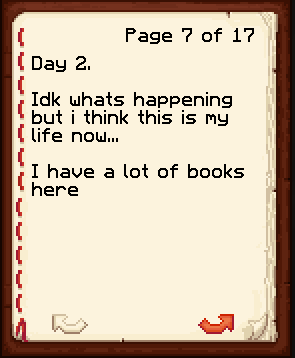 Page 7 of 17
Day 2.
Idk whats happening
but i think this is my
life now...
I have a lot of books
here